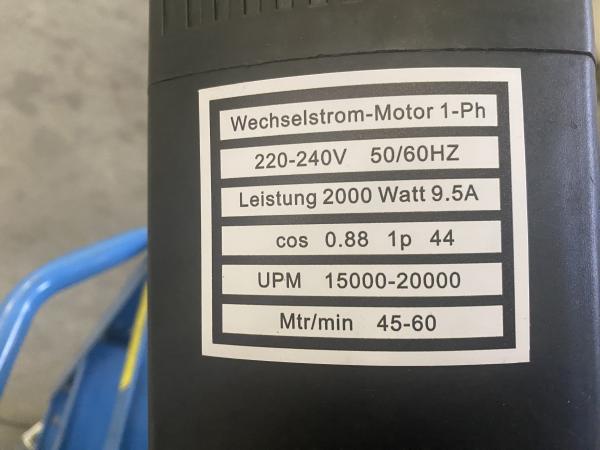 Wechselstrom-Motor 1-Ph
220-240V 50/60HZ
Leistung 2000 Watt 9.5A
cos 0.88 1p 44
UPM 15000-20000
Mtr/min 45-60